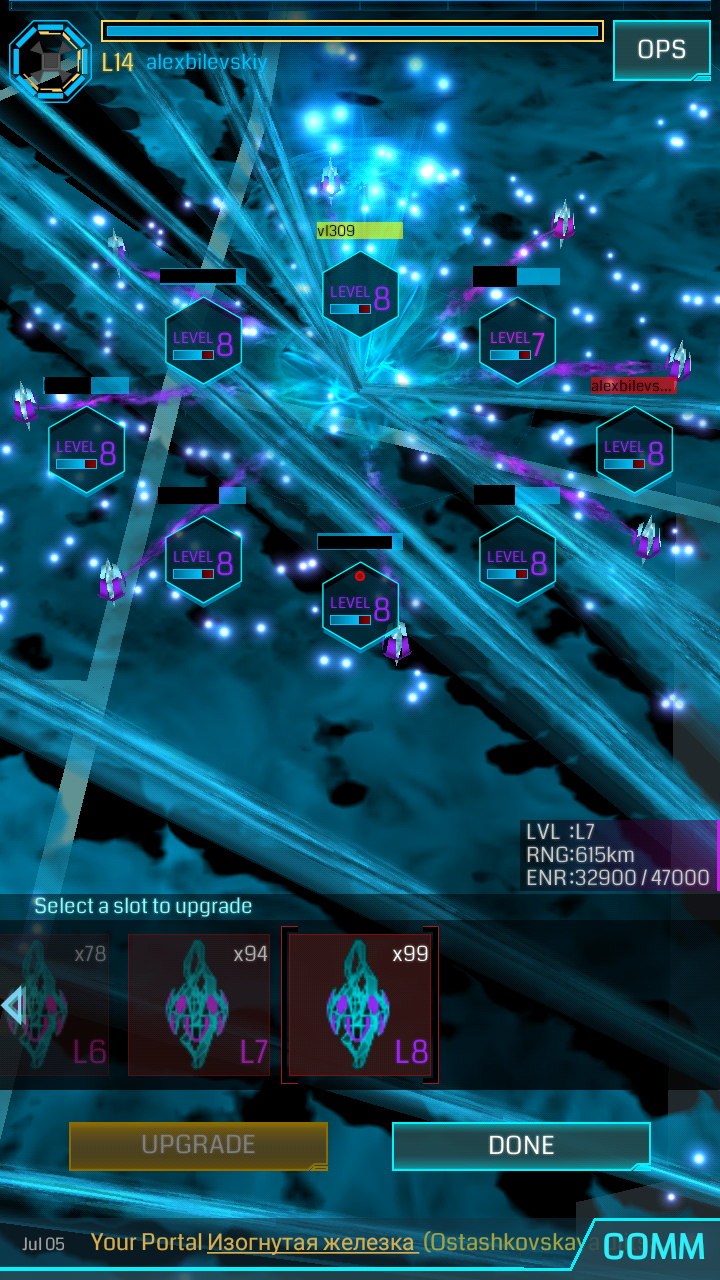 L14 alexbilevskiy
OPS
vl309
LEVEL 8
LEVEL 8
LEVEL 7
alexbilevs...
LEVEL 8
LEVEL 8
LEVEL 8
LEVEL 8
LEVEL 8
LVL :L7
RNG:615km
ENR:32900 / 47000
Select a slot to upgrade
x78
x94
x99
L6
L7
L8
UPGRADE
DONE
Jul 05 Your Portal Изогнутая железка (Ostashkovskaya
COMM